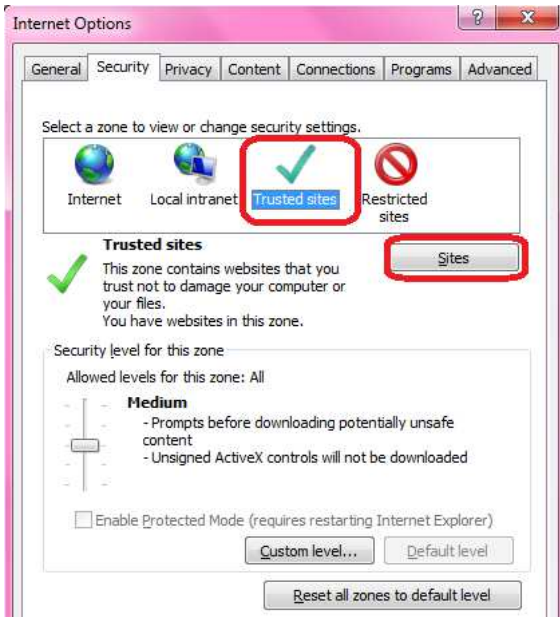 Internet Options
?
X
General Security Privacy Content Connections Programs Advanced
Select a zone to view or change security settings.
Internet Local intranet Trusted sites Restricted
sites
Trusted sites
Sites
This zone contains websites that you
trust not to damage your computer or
your files.
You have websites in this zone.
Security level for this zone
Allowed levels for this zone: All
Medium
- Prompts before downloading potentially unsafe
content
- Unsigned ActiveX controls will not be downloaded
Enable Protected Mode (requires restarting Internet Explorer)
Custom level... Default level
Reset all zones to default level